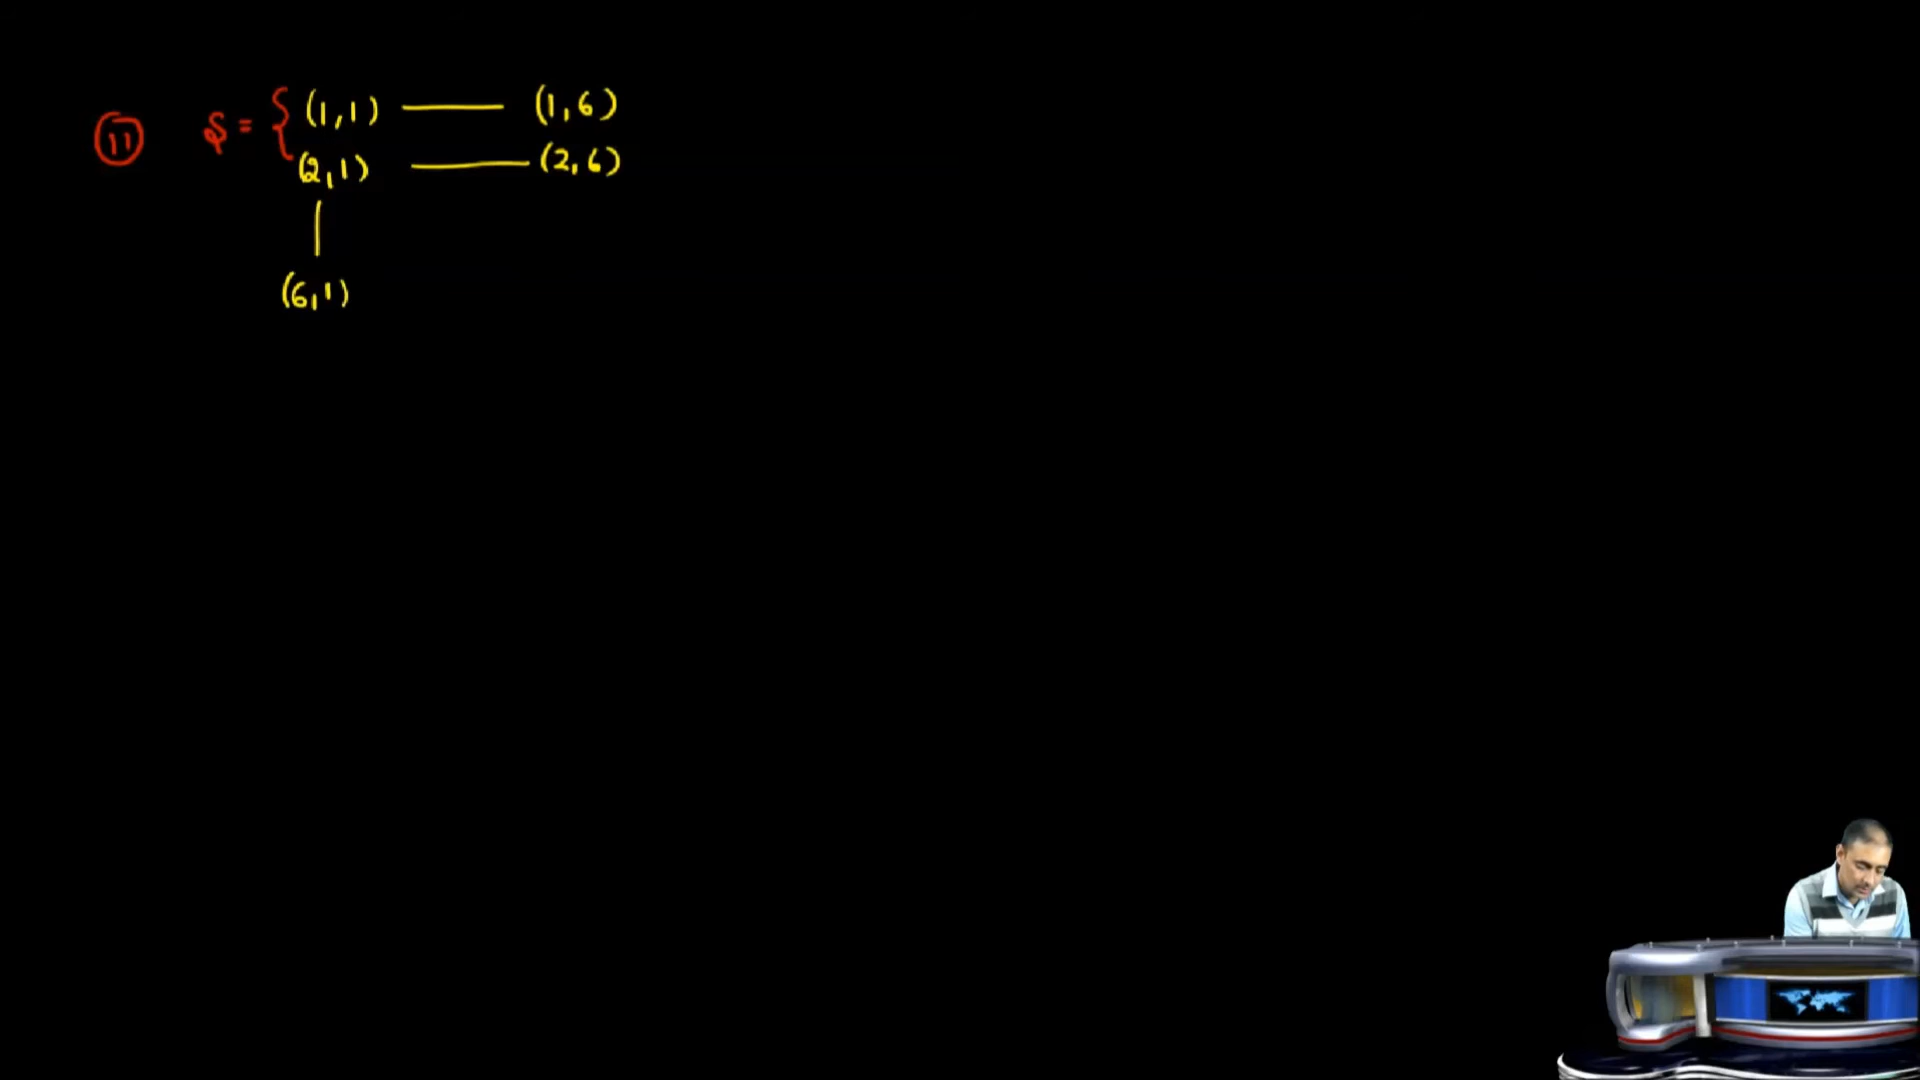 11 S = { (1,1) —— (1,6)
(2,1) —— (2,6)
|
(6,1)